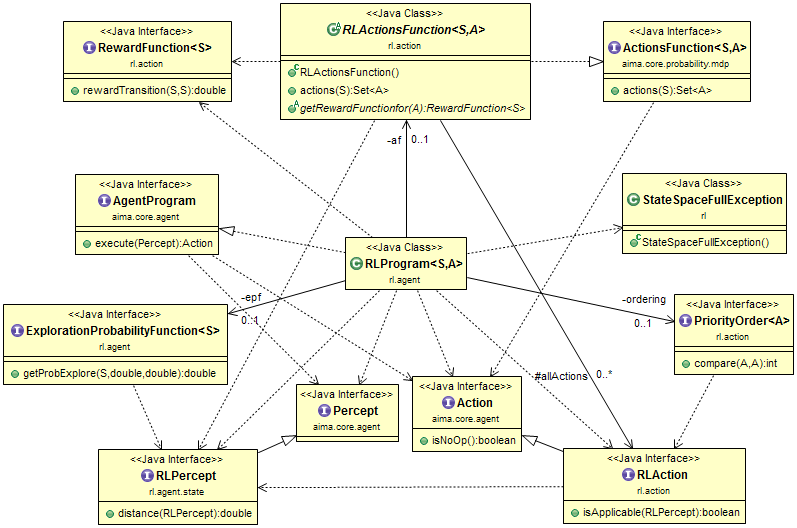 <<Java Interface>>
I RewardFunction<S>
rl.action
rewardTransition(S,S):double
<<Java Class>>
C A RLActionsFunction<S,A>
rl.action
C RLActionsFunction()
actions(S):Set<A>
A getRewardFunctionfor(A):RewardFunction<S>
<<Java Interface>>
I ActionsFunction<S,A>
aima.core.probability.mdp
actions(S):Set<A>
-af
0..1
<<Java Interface>>
I AgentProgram
aima.core.agent
execute(Percept):Action
<<Java Class>>
C StateSpaceFullException
rl
C StateSpaceFullException()
<<Java Class>>
C RLProgram<S,A>
rl.agent
-epf
0..1
-ordering
0..1
<<Java Interface>>
I ExplorationProbabilityFunction<S>
rl.agent
getProbExplore(S,double,double):double
<<Java Interface>>
I PriorityOrder<A>
rl.action
compare(A,A):int
#allActions
0..*
<<Java Interface>>
I Percept
aima.core.agent
<<Java Interface>>
I Action
aima.core.agent
isNoOp():boolean
<<Java Interface>>
I RLPercept
rl.agent.state
distance(RLPercept):double
<<Java Interface>>
I RLAction
rl.action
isApplicable(RLPercept):boolean